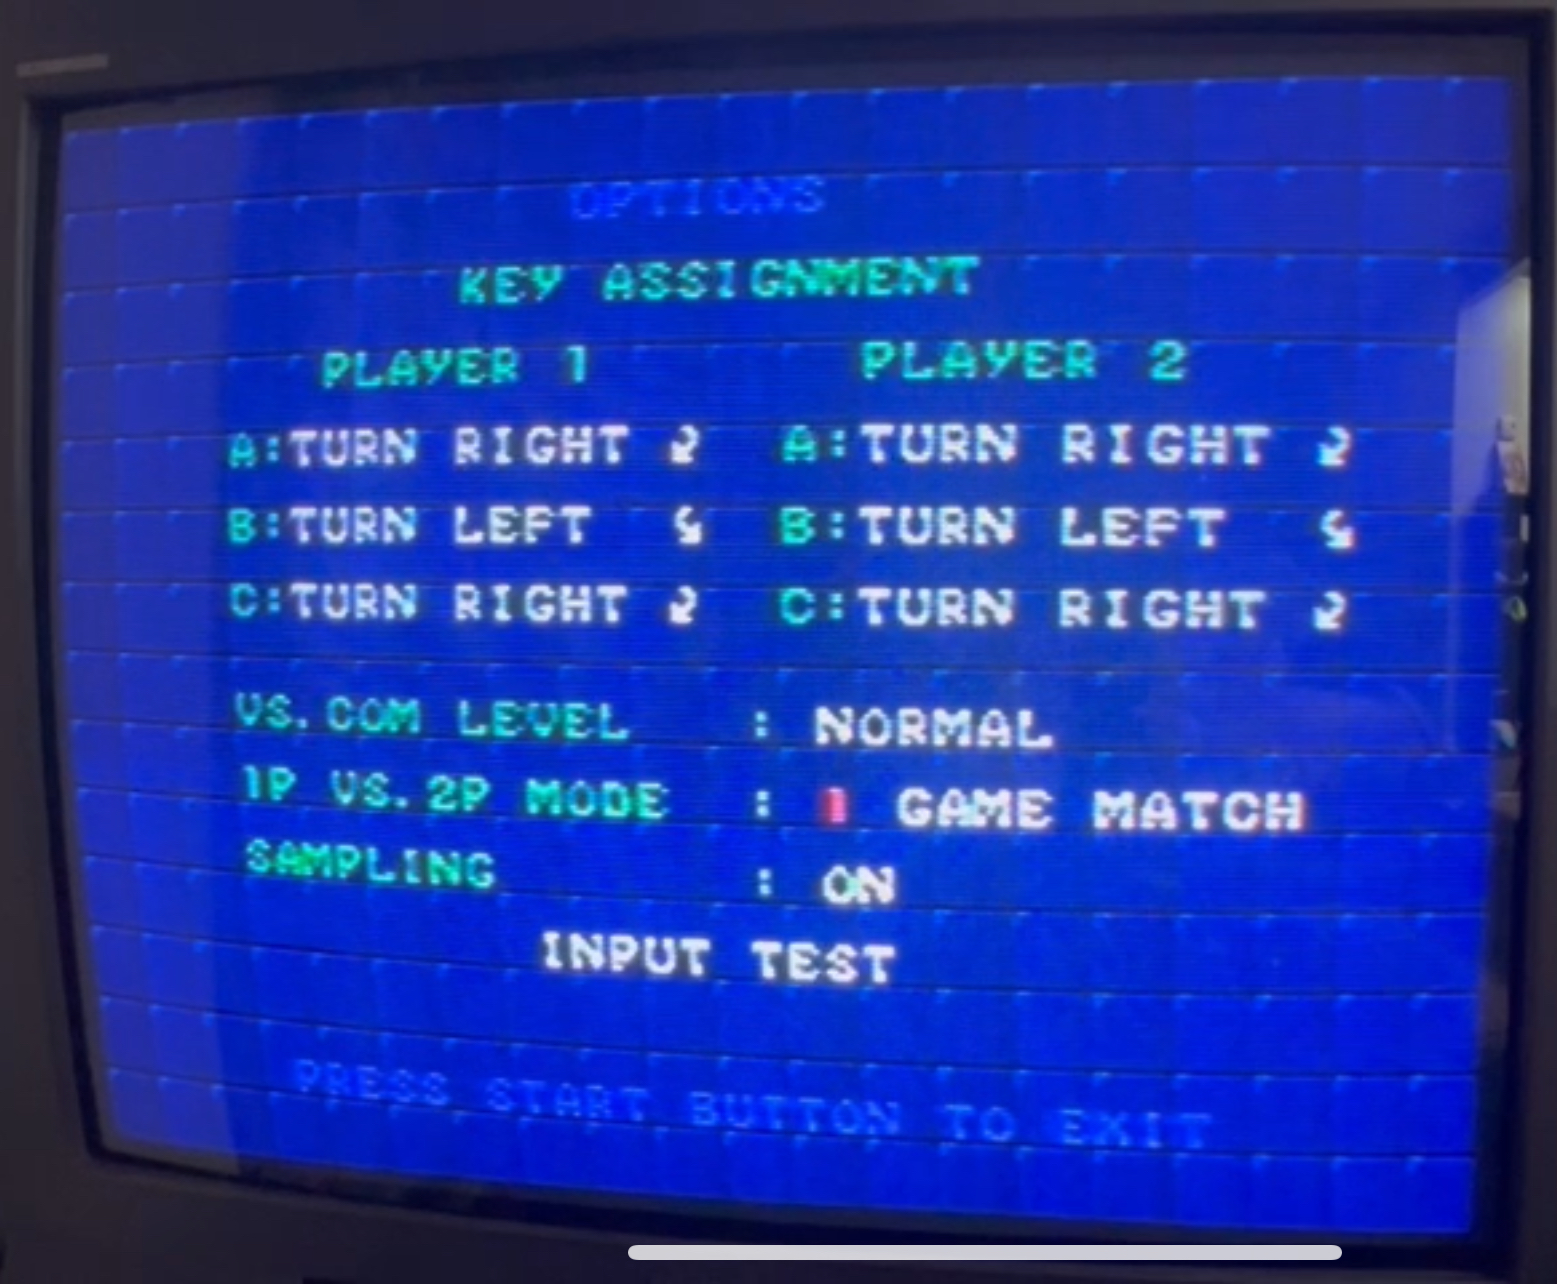 OPTIONS
KEY ASSIGNMENT
PLAYER 1 PLAYER 2
A:TURN RIGHT A:TURN RIGHT
B:TURN LEFT B:TURN LEFT
C:TURN RIGHT C:TURN RIGHT
VS.COM LEVEL : NORMAL
1P VS.2P MODE : 1 GAME MATCH
SAMPLING : ON
INPUT TEST
PRESS START BUTTON TO EXIT